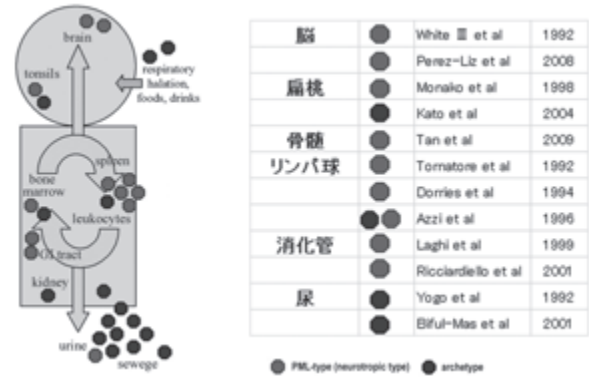 brain
tonsils
respiratory
halation,
foods, drinks
spleen
bone
marrow
leukocytes
GI tract
kidney
urine
sewege
脳 White Ⅲ et al 1992
Perez-Liz et al 2008
扁桃 Monako et al 1998
Kato et al 2004
骨髄 Tan et al 2009
リンパ球 Tornatore et al 1992
Dorries et al 1994
Azzi et al 1996
消化管 Laghi et al 1999
Ricciardiello et al 2001
尿 Yogo et al 1992
Biful-Mas et al 2001
PML-type (neurotropic type) archetype